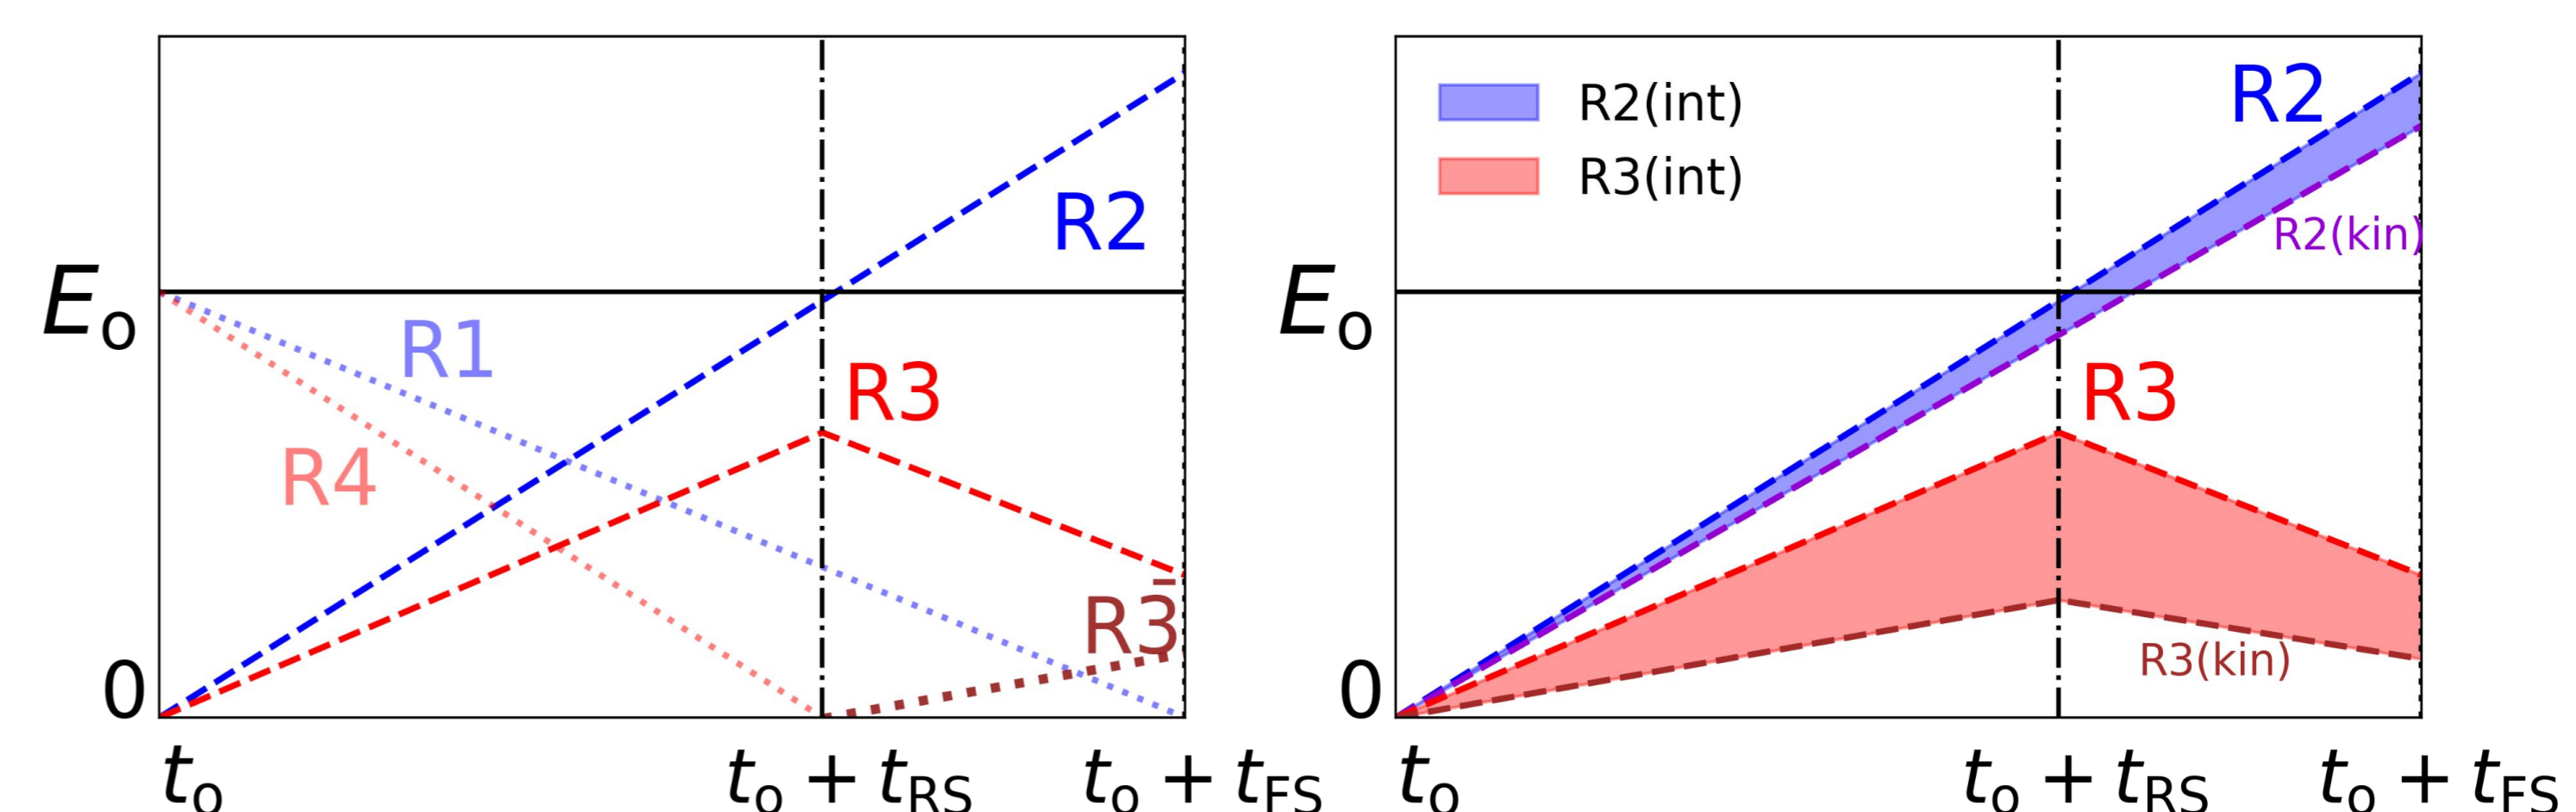 R2
R1
E₀
R3
R4
R3̄
0
t₀
t₀ + t_RS
t₀ + t_FS
R2(int)
R3(int)
R2
R2(kin)
E₀
R3
R3(kin)
0
t₀
t₀ + t_RS
t₀ + t_FS